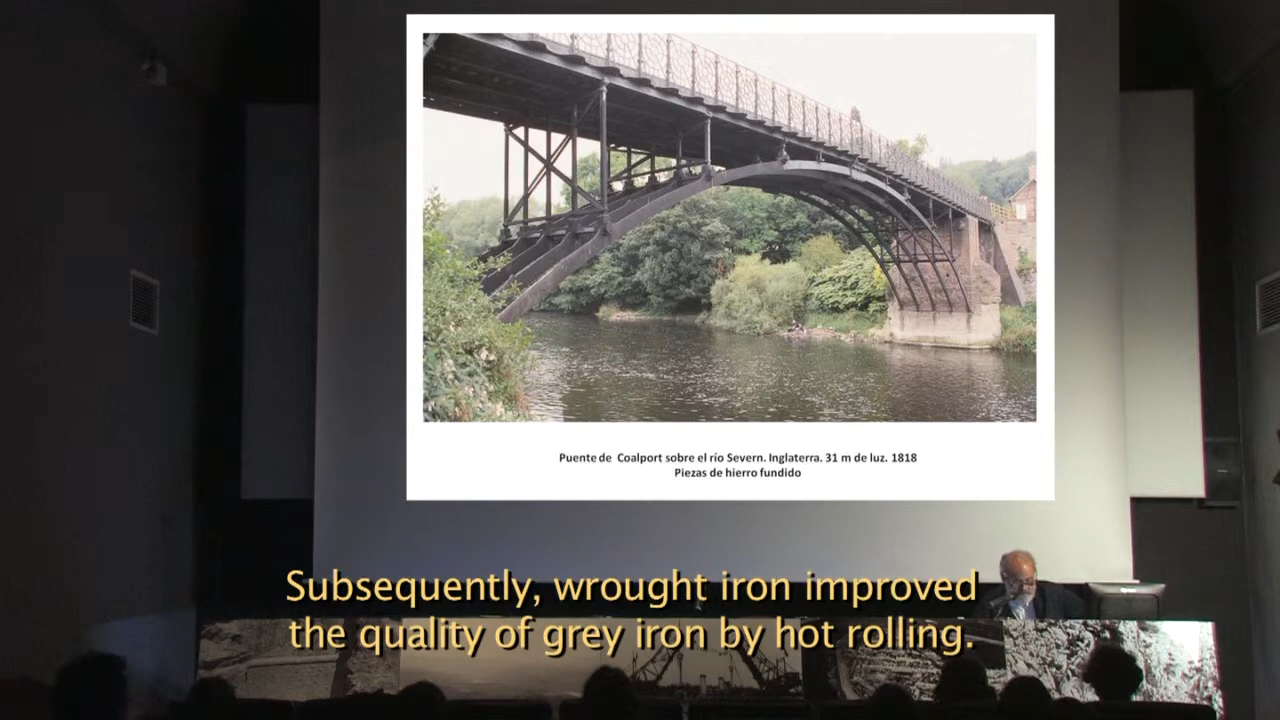 Puente de Coalport sobre el río Severn. Inglaterra. 31 m de luz. 1818
Piezas de hierro fundido
Subsequently, wrought iron improved
the quality of grey iron by hot rolling.